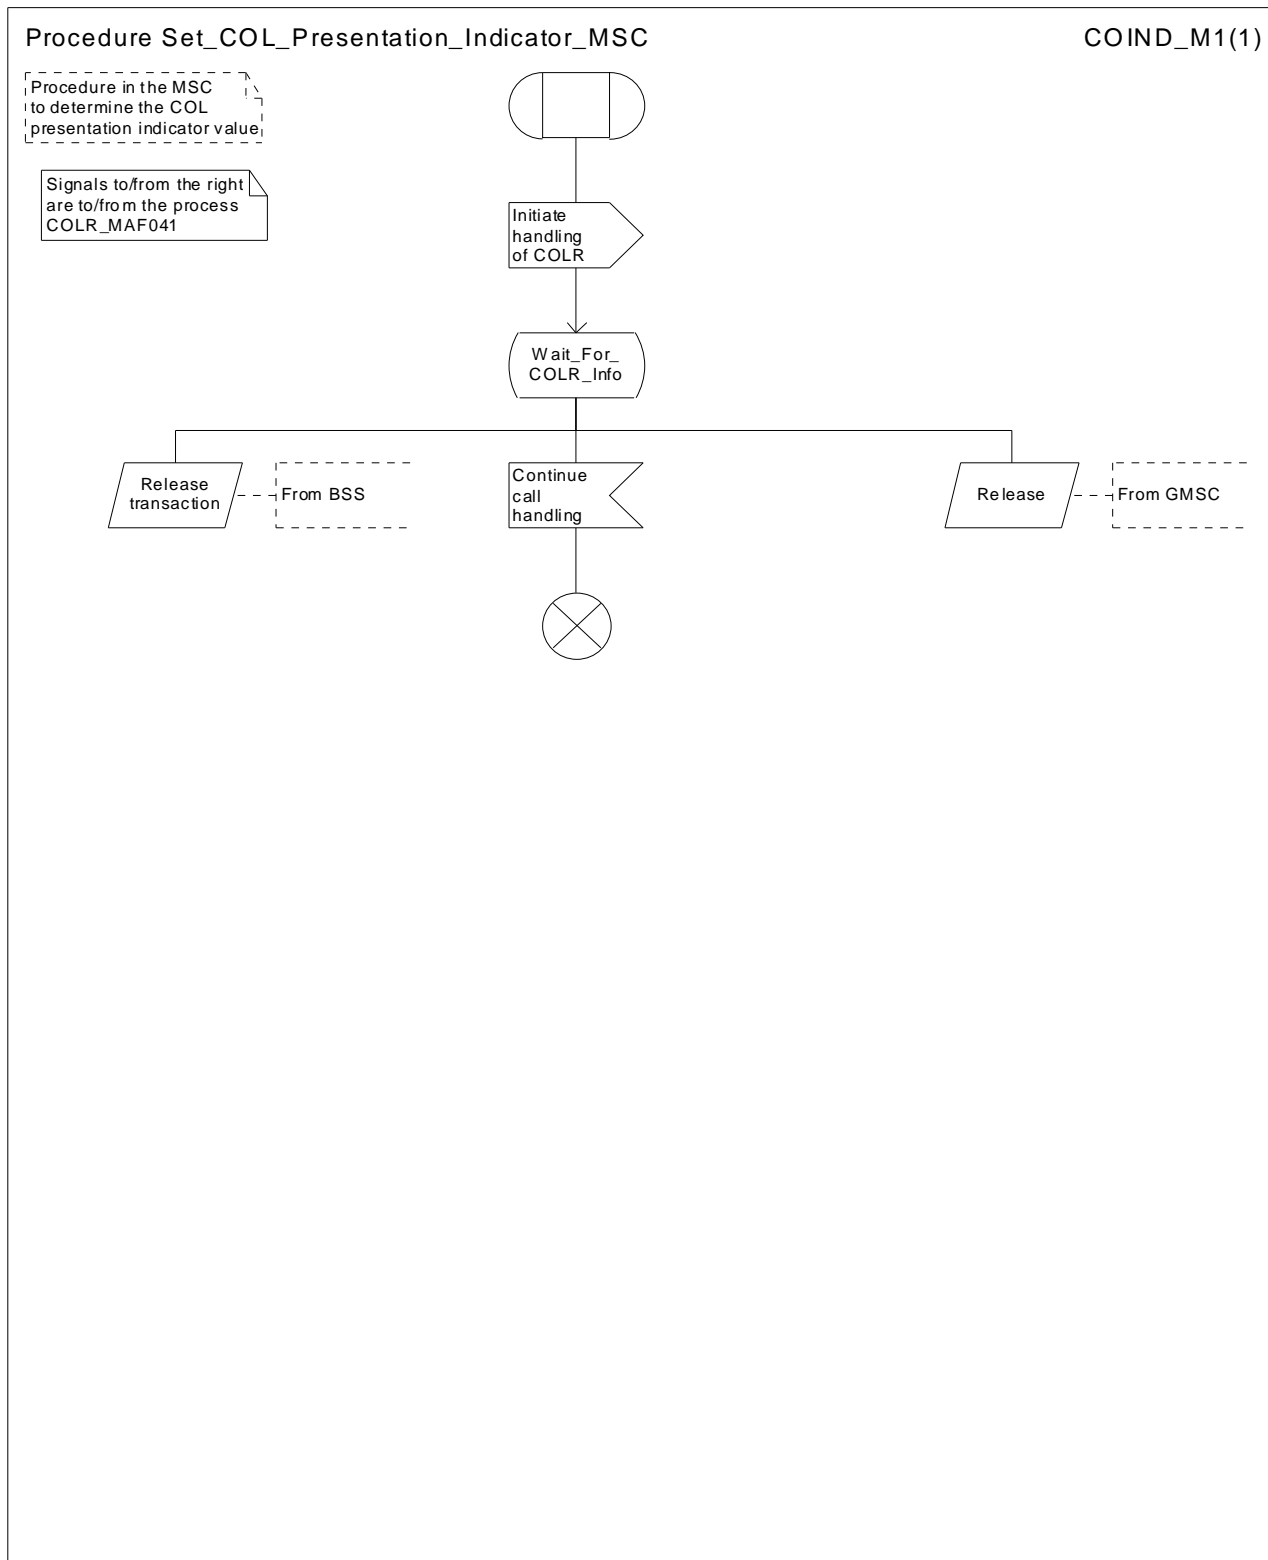 Procedure Set_COL_Presentation_Indicator_MSC
COIND_M1(1)
Procedure in the MSC
to determine the COL
presentation indicator value
Signals to/from the right
are to/from the process
COLR_MAF041
Initiate
handling
of COLR
Wait_For_
COLR_Info
Release
transaction
From BSS
Continue
call
handling
Release
From GMSC